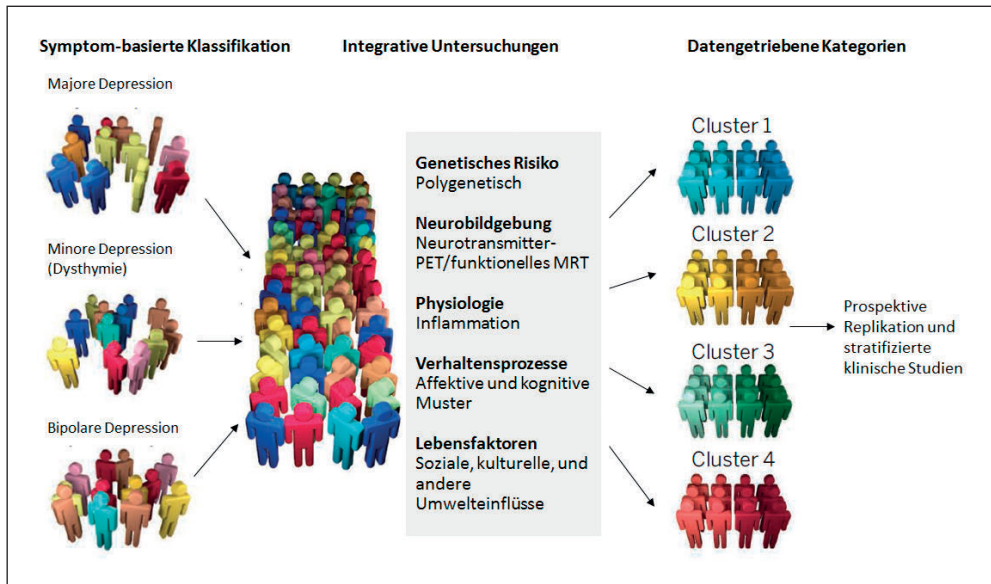 Symptom-basierte Klassifikation
Majore Depression
Minore Depression
(Dysthymie)
Bipolare Depression
Integrative Untersuchungen
Genetisches Risiko
Polygenetisch
Neurobildgebung
Neurotransmitter-
PET/funktionelles MRT
Physiologie
Inflammation
Verhaltensprozesse
Affektive und kognitive
Muster
Lebensfaktoren
Soziale, kulturelle, und
andere
Umwelteinflüsse
Datengetriebene Kategorien
Cluster 1
Cluster 2
Cluster 3
Cluster 4
Prospektive
Replikation und
stratifizierte
klinische Studien